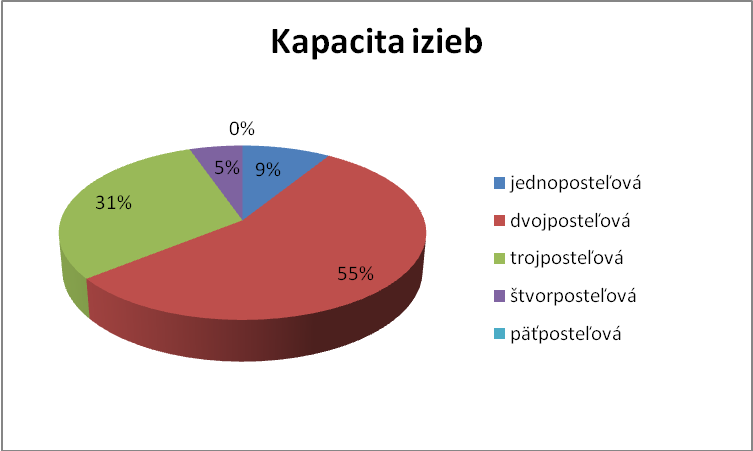 Kapacita izieb
0%
5%
9%
31%
55%
jednoposteľová
dvojposteľová
trojposteľová
štvorposteľová
päťposteľová